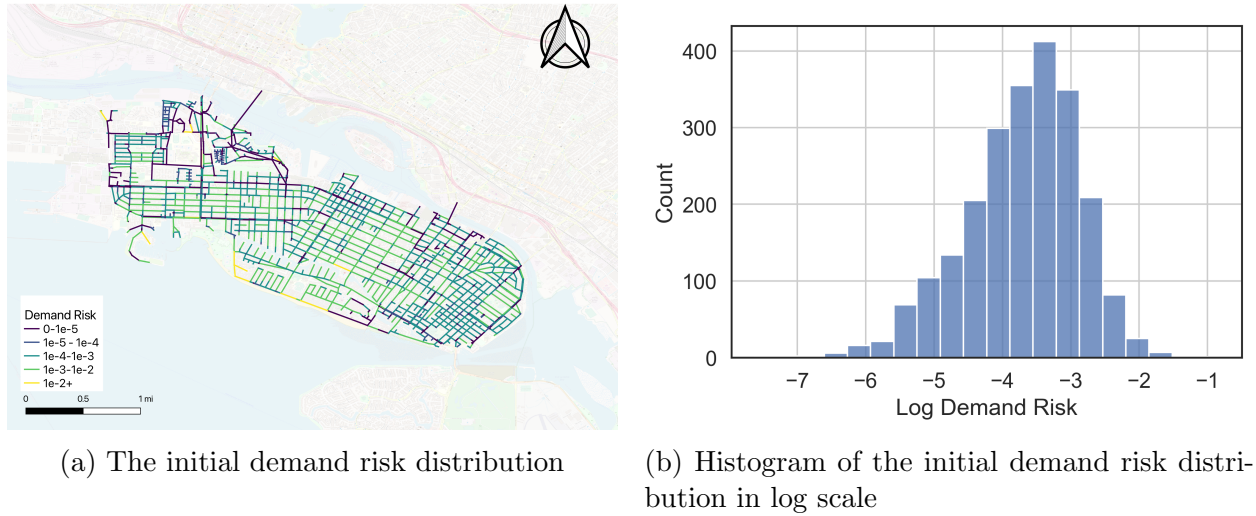 Demand Risk
0-1e-5
1e-5 - 1e-4
1e-4-1e-3
1e-3-1e-2
1e-2+
0 0.5 1 mi
400
300
200
100
0
Count
−7 −6 −5 −4 −3 −2 −1
Log Demand Risk
(a) The initial demand risk distribution
(b) Histogram of the initial demand risk distri-
bution in log scale